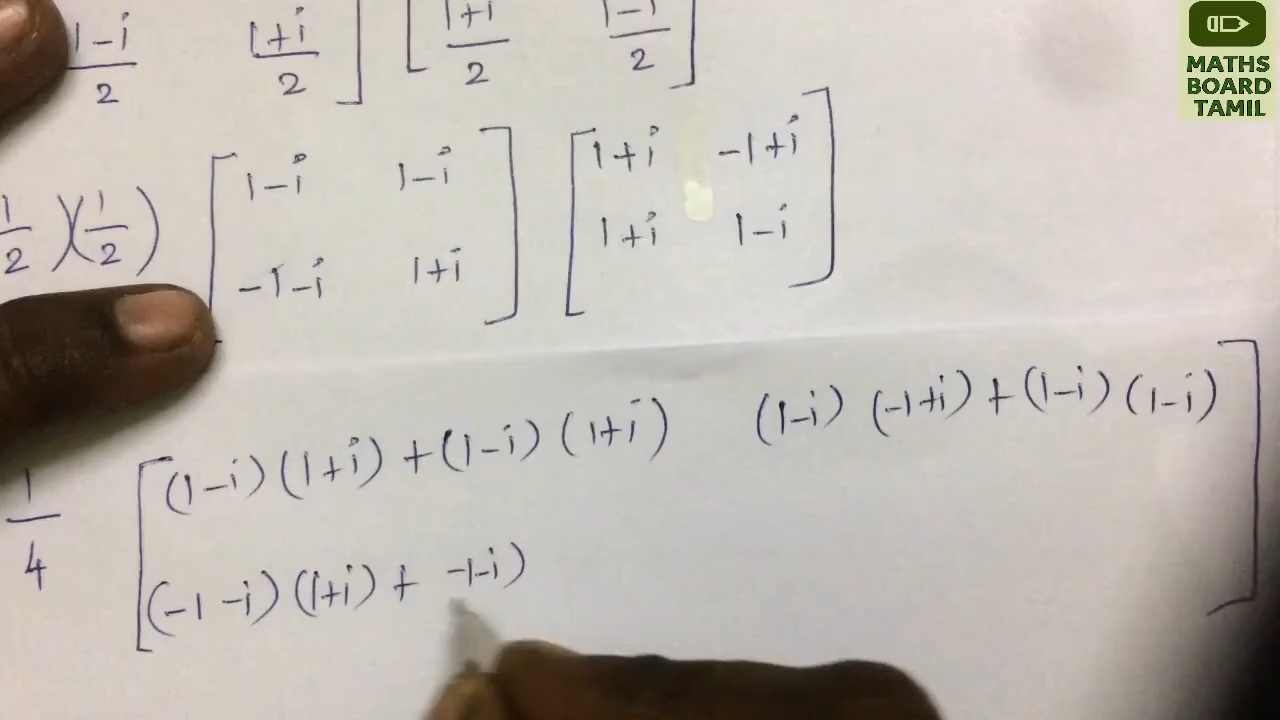 1-i/2 1+i/2 ] [ 1+i/2 1-i/2 ]
MATHS
BOARD
TAMIL
1/2 )(1/2) [ 1-i 1-i ] [ 1+i -1+i ]
-1-i 1+i 1+i 1-i
1/4 [ (1-i)(1+i)+(1-i)(1+i) (1-i)(-1+i)+(1-i)(1-i) ]
(-1-i)(1+i)+ -1-i)